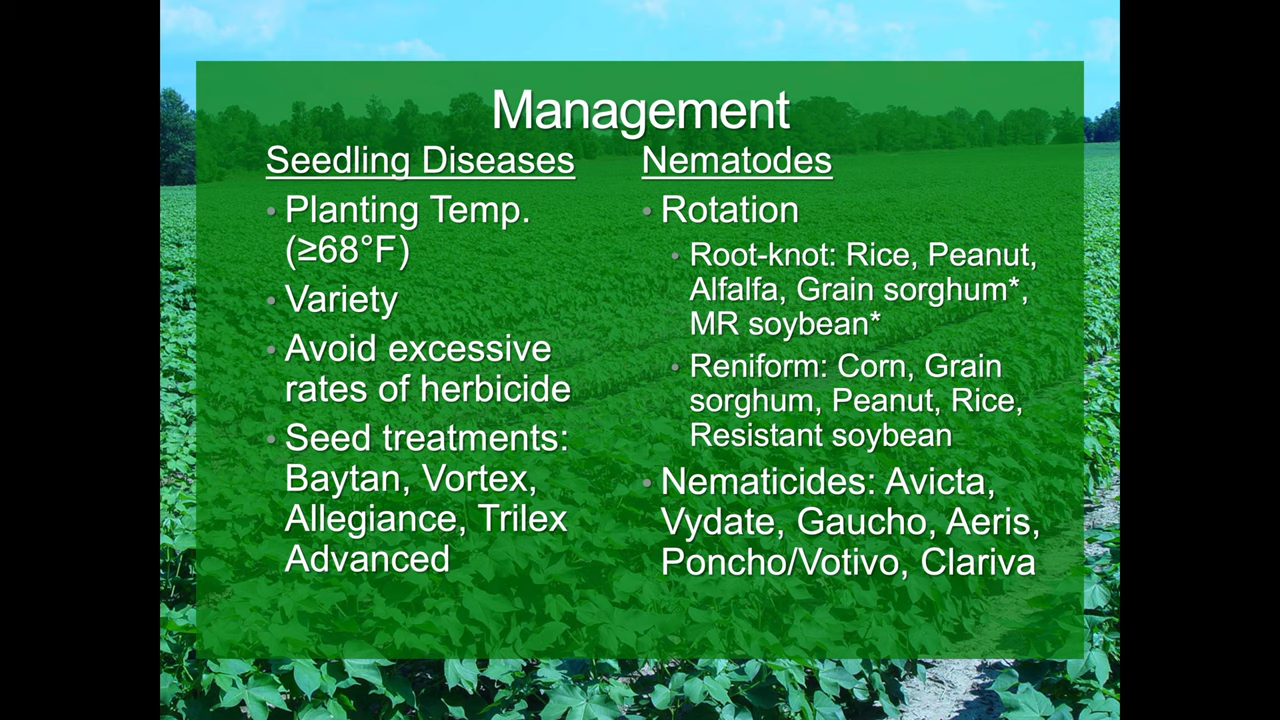 Management
Seedling Diseases
• Planting Temp.
(≥68°F)
• Variety
• Avoid excessive
rates of herbicide
• Seed treatments:
Baytan, Vortex,
Allegiance, Trilex
Advanced
Nematodes
• Rotation
• Root-knot: Rice, Peanut,
Alfalfa, Grain sorghum*,
MR soybean*
• Reniform: Corn, Grain
sorghum, Peanut, Rice,
Resistant soybean
• Nematicides: Avicta,
Vydate, Gaucho, Aeris,
Poncho/Votivo, Clariva